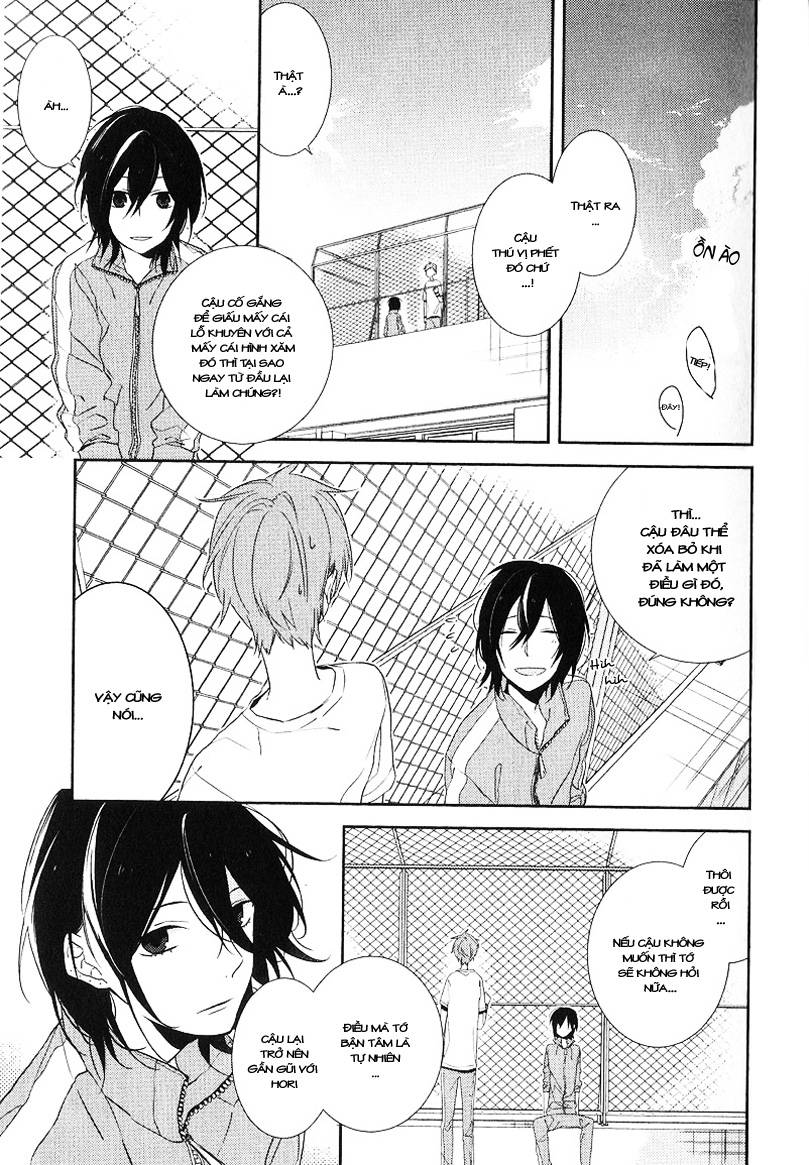 ỒN ÀO
TIẾP!
ĐÂY!
THẬT RA
...
CẬU
THÚ VỊ PHẾT
ĐÓ CHỨ
...!
THẬT
Á...?
ÀH...
CẬU CỐ GẮNG
ĐỂ GIẤU MẤY CÁI
LỖ KHUYÊN VỚI CẢ
MẤY CÁI HÌNH XĂM
ĐÓ THÌ TẠI SAO
NGAY TỪ ĐẦU LẠI
LÀM CHÚNG?!
THÌ...
CẬU ĐÂU THỂ
XÓA BỎ KHI
ĐÃ LÀM MỘT
ĐIỀU GÌ ĐÓ,
ĐÚNG KHÔNG?
Hih
hih
VẬY CŨNG
NÓI...
THÔI
ĐƯỢC
RỒI
...
NẾU CẬU KHÔNG
MUỐN THÌ TỚ
SẼ KHÔNG HỎI
NỮA...
ĐIỀU MÀ TỚ
BẬN TÂM LÀ
TỰ NHIÊN
...
CẬU LẠI
TRỞ NÊN
GẦN GŨI VỚI
HORI